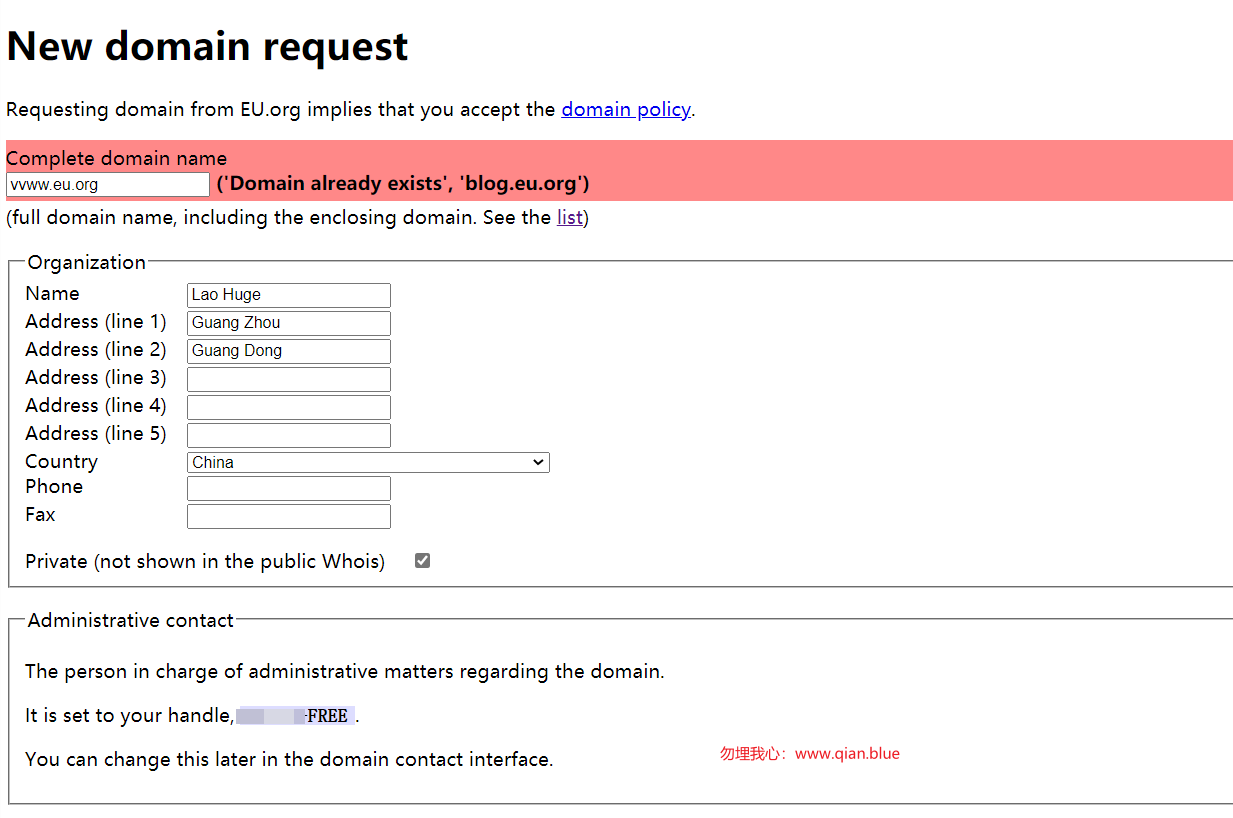 New domain request
Requesting domain from EU.org implies that you accept the domain policy.
Complete domain name
vvww.eu.org ('Domain already exists', 'blog.eu.org')
(full domain name, including the enclosing domain. See the list)
Organization
Name Lao Huge
Address (line 1) Guang Zhou
Address (line 2) Guang Dong
Address (line 3)
Address (line 4)
Address (line 5)
Country China
Phone
Fax
Private (not shown in the public Whois)
Administrative contact
The person in charge of administrative matters regarding the domain.
It is set to your handle, -FREE .
You can change this later in the domain contact interface.
勿埋我心：www.qian.blue